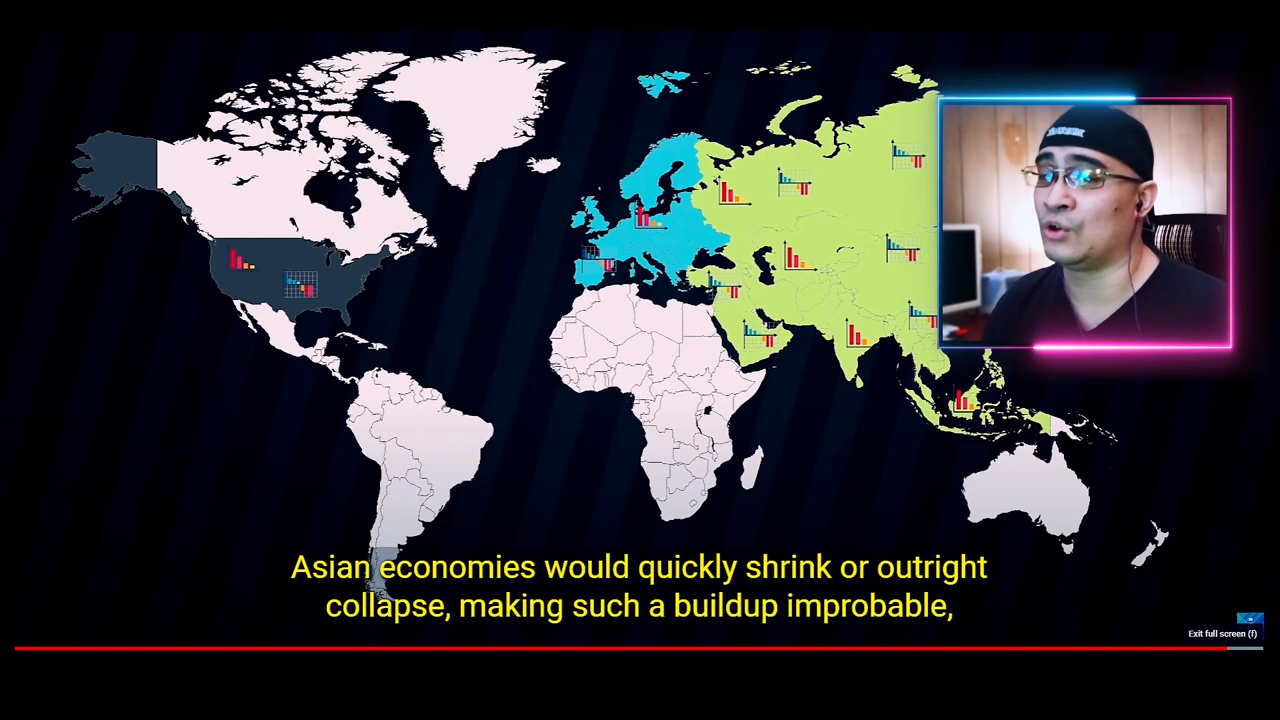 Asian economies would quickly shrink or outright
collapse, making such a buildup improbable,
Exit full screen (f)